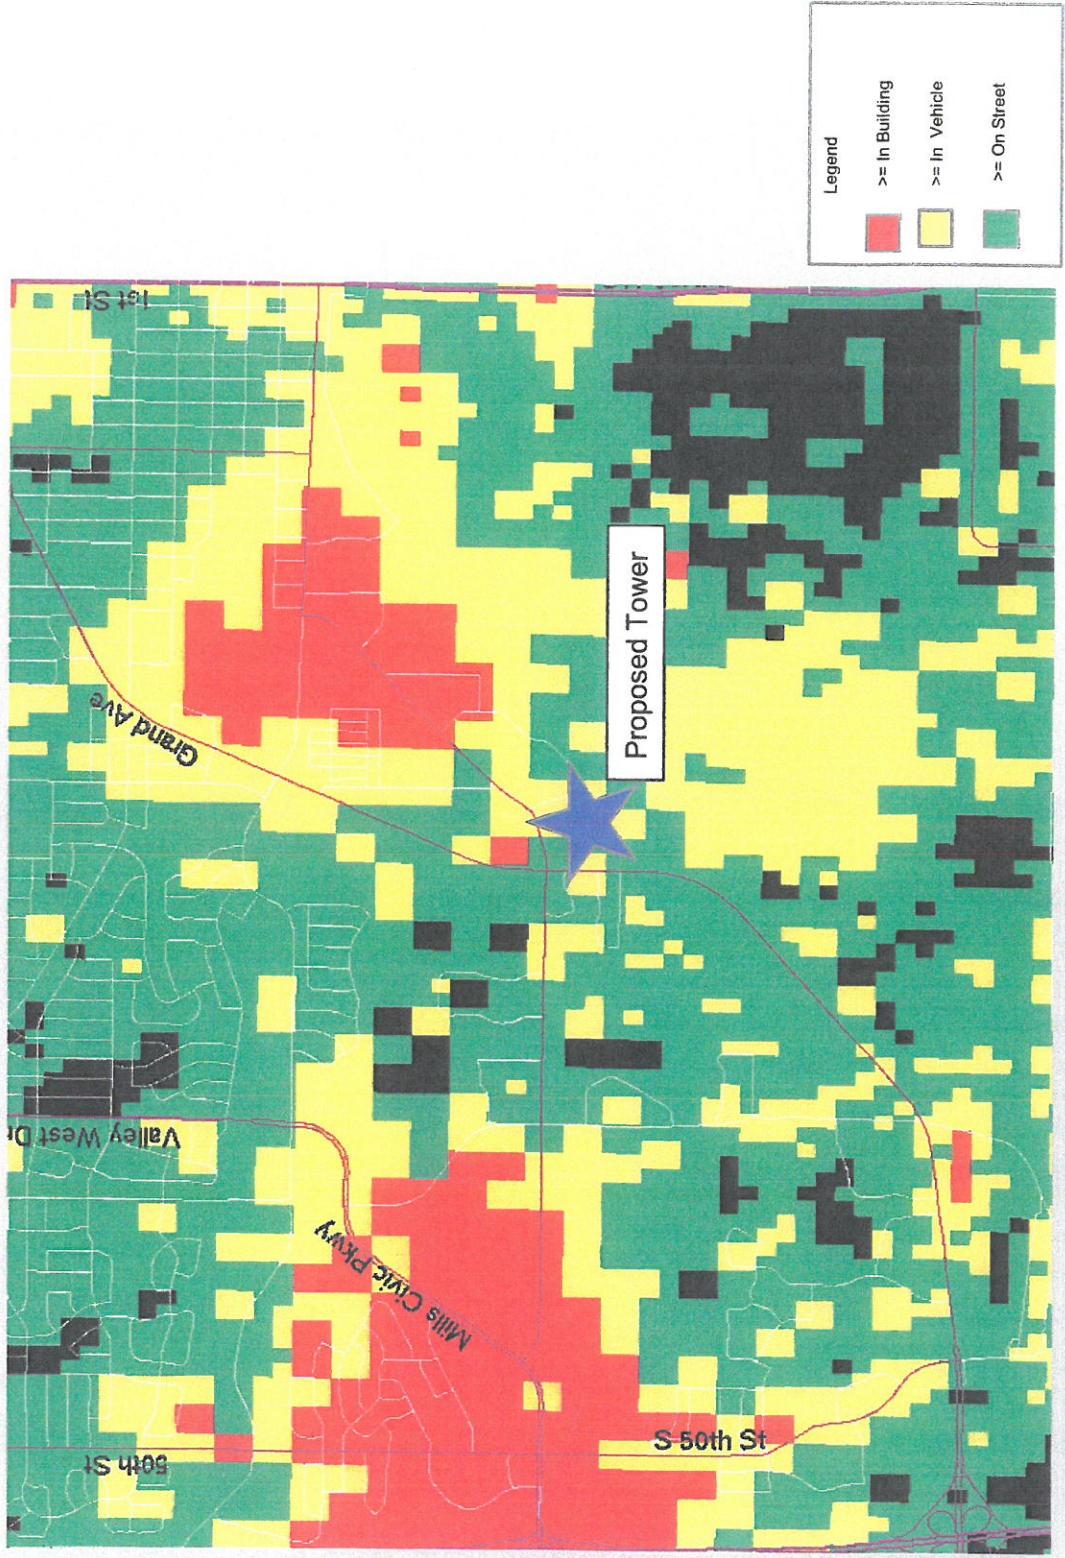 Legend
>= In Building
>= In Vehicle
>= On Street
1st St
Grand Ave
Proposed Tower
Valley West Dr
Mills Civic Pkwy
S 50th St
50th St